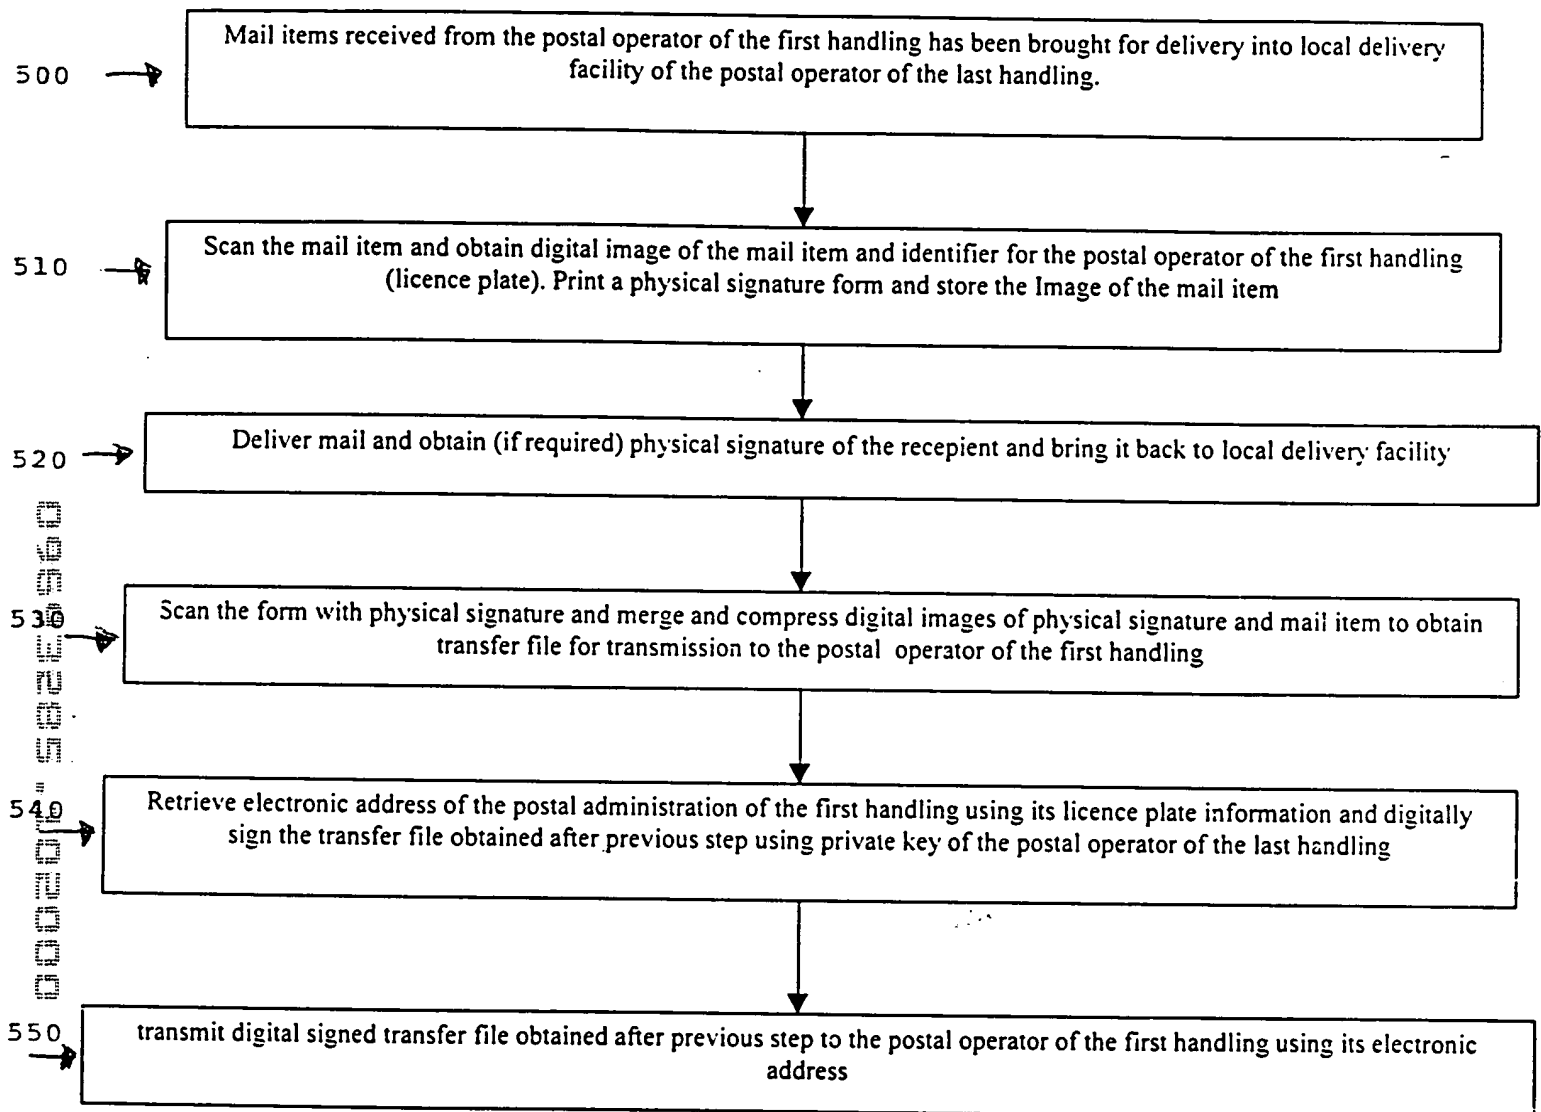 500
Mail items received from the postal operator of the first handling has been brought for delivery into local delivery
facility of the postal operator of the last handling.
510
Scan the mail item and obtain digital image of the mail item and identifier for the postal operator of the first handling
(licence plate). Print a physical signature form and store the Image of the mail item
520
Deliver mail and obtain (if required) physical signature of the recepient and bring it back to local delivery facility
530
Scan the form with physical signature and merge and compress digital images of physical signature and mail item to obtain
transfer file for transmission to the postal operator of the first handling
540
Retrieve electronic address of the postal administration of the first handling using its licence plate information and digitally
sign the transfer file obtained after previous step using private key of the postal operator of the last handling
550
transmit digital signed transfer file obtained after previous step to the postal operator of the first handling using its electronic
address